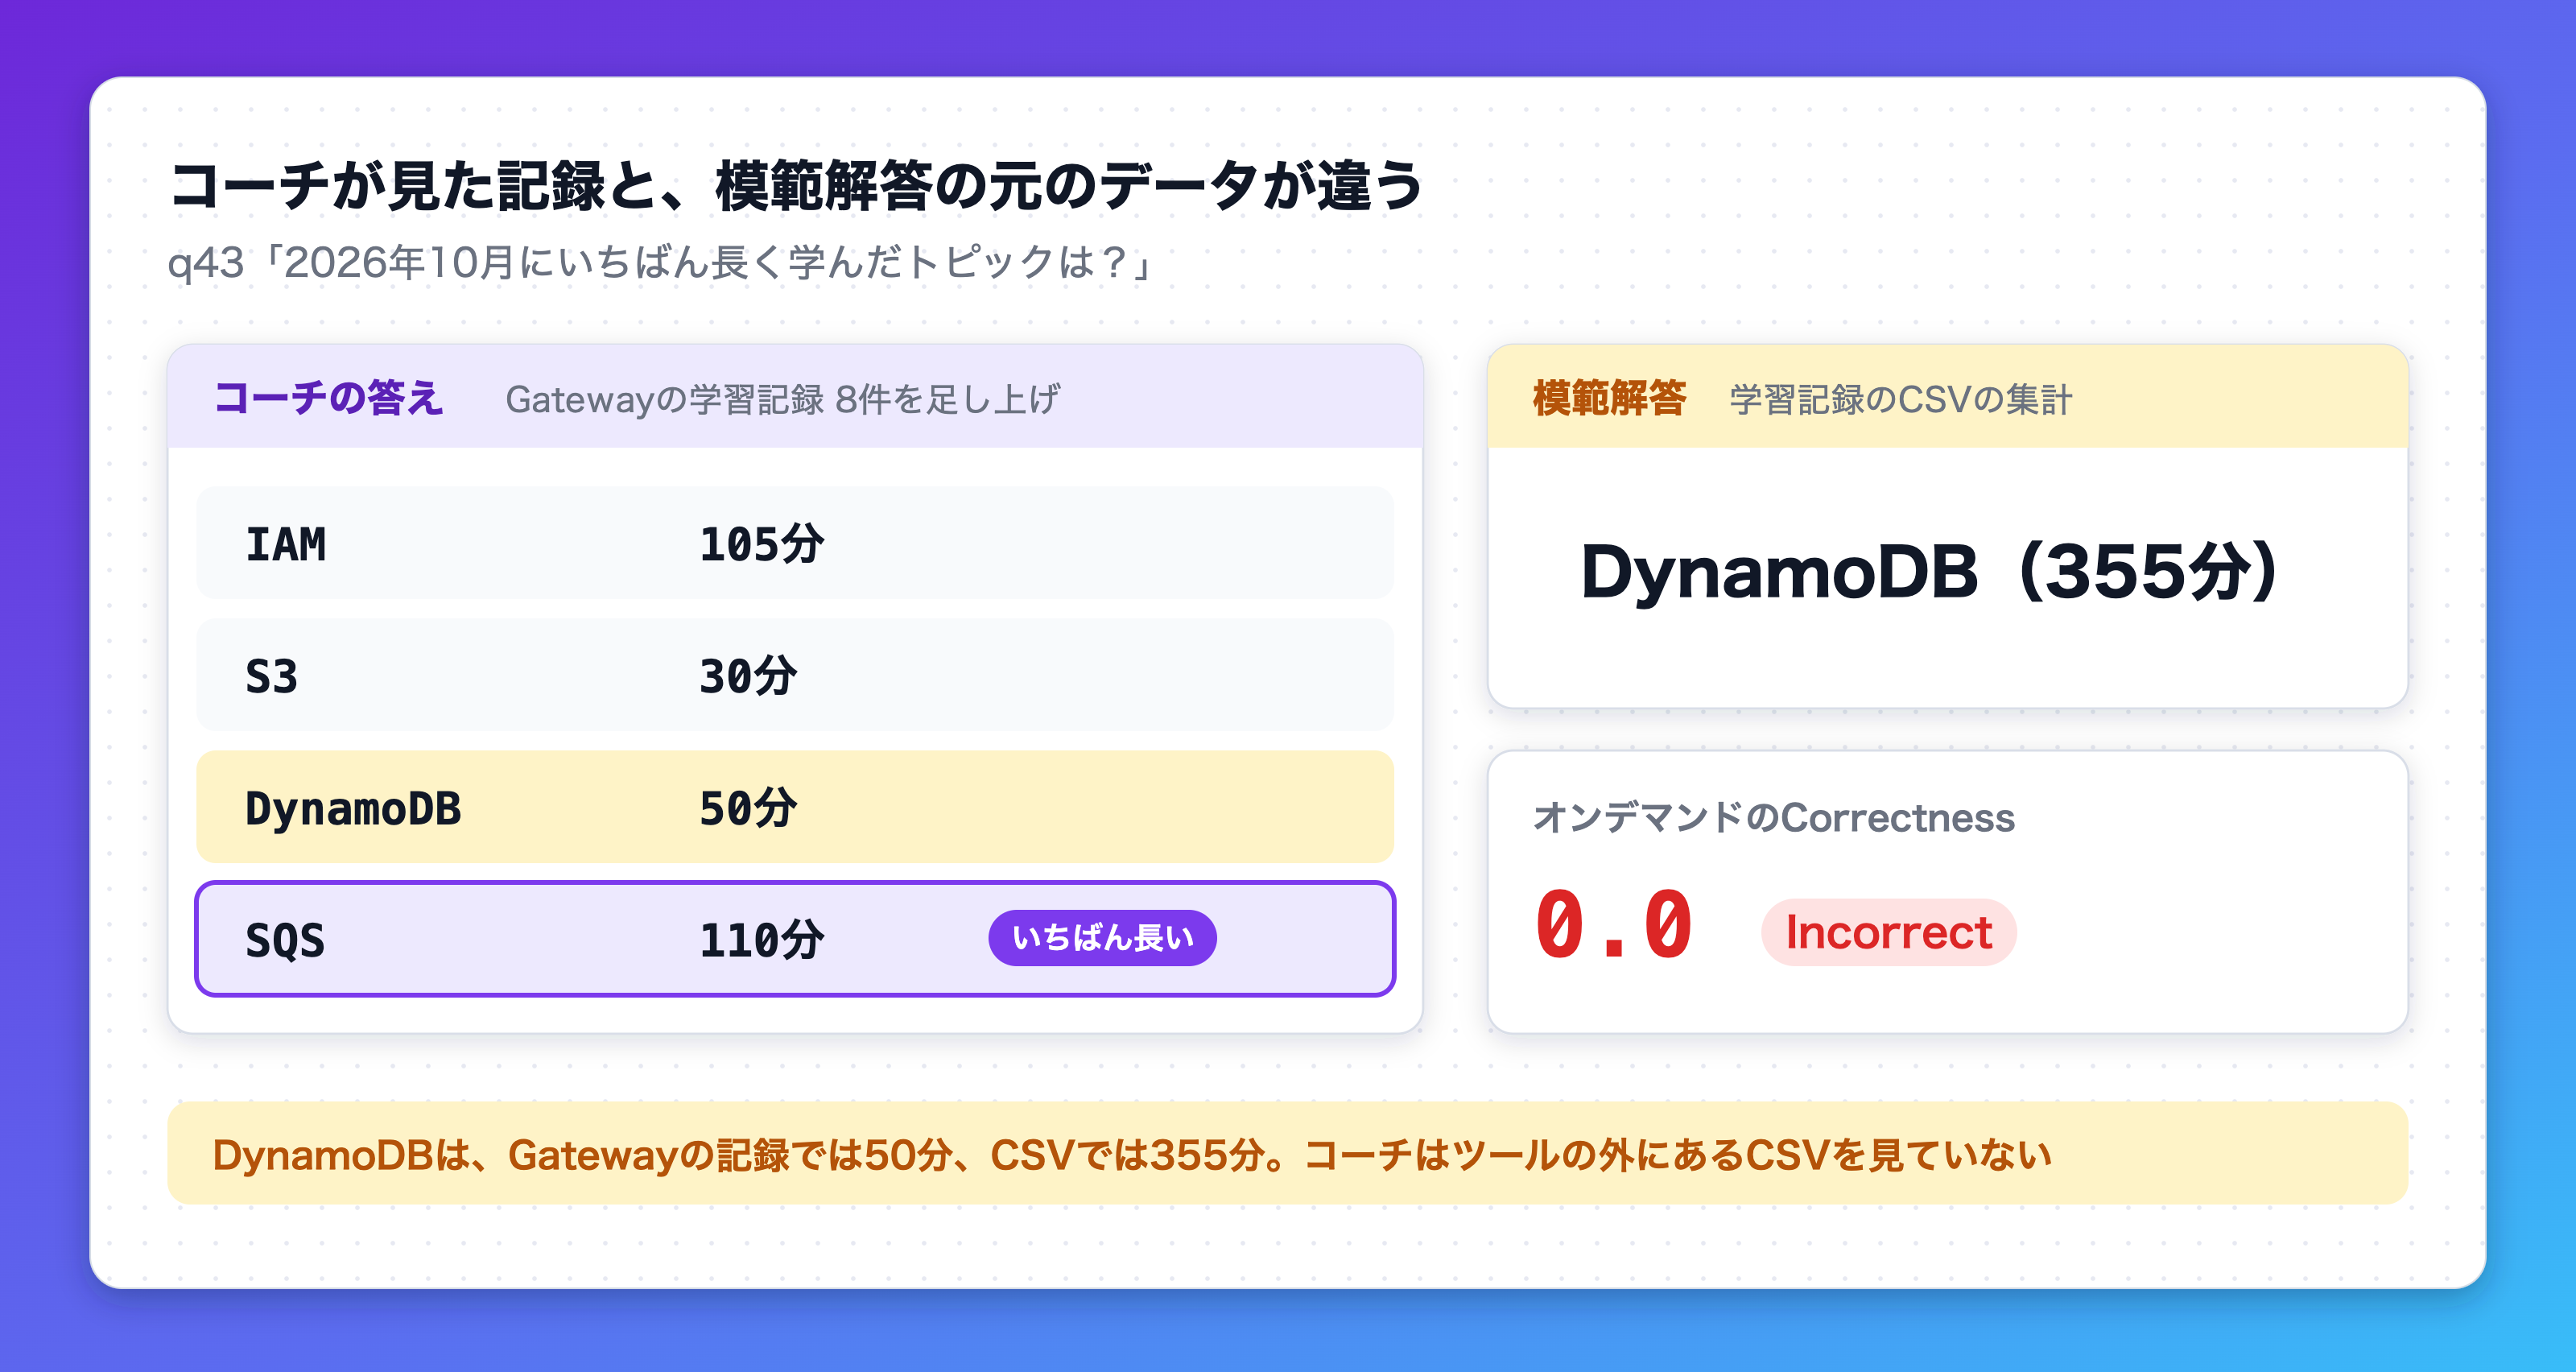 コーチが見た記録と、模範解答の元のデータが違う
q43「2026年10月にいちばん長く学んだトピックは？」
コーチの答え Gatewayの学習記録 8件を足し上げ
IAM 105分
S3 30分
DynamoDB 50分
SQS 110分 いちばん長い
模範解答 学習記録のCSVの集計
DynamoDB（355分）
オンデマンドのCorrectness
0.0 Incorrect
DynamoDBは、Gatewayの記録では50分、CSVでは355分。コーチはツールの外にあるCSVを見ていない